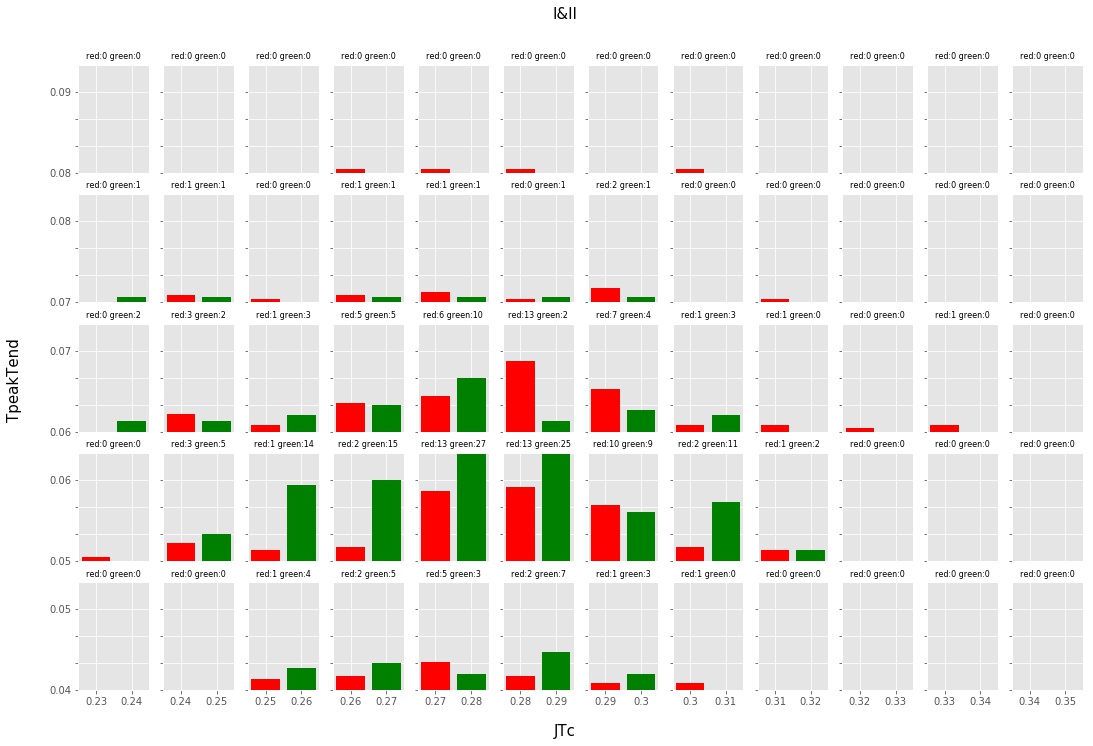 I&II
red:0 green:0 red:0 green:0 red:0 green:0 red:0 green:0 red:0 green:0 red:0 green:0 red:0 green:0 red:0 green:0 red:0 green:0 red:0 green:0 red:0 green:0 red:0 green:0
0.09
0.08
red:0 green:1 red:1 green:1 red:0 green:0 red:1 green:1 red:1 green:1 red:0 green:1 red:2 green:1 red:0 green:0 red:0 green:0 red:0 green:0 red:0 green:0 red:0 green:0
0.08
0.07
red:0 green:2 red:3 green:2 red:1 green:3 red:5 green:5 red:6 green:10 red:13 green:2 red:7 green:4 red:1 green:3 red:1 green:0 red:0 green:0 red:1 green:0 red:0 green:0
0.07
0.06
TpeakTend
red:0 green:0 red:3 green:5 red:1 green:14 red:2 green:15 red:13 green:27 red:13 green:25 red:10 green:9 red:2 green:11 red:1 green:2 red:0 green:0 red:0 green:0 red:0 green:0
0.06
0.05
red:0 green:0 red:0 green:0 red:1 green:4 red:2 green:5 red:5 green:3 red:2 green:7 red:1 green:3 red:1 green:0 red:0 green:0 red:0 green:0 red:0 green:0 red:0 green:0
0.05
0.04
0.23 0.24 0.24 0.25 0.25 0.26 0.26 0.27 0.27 0.28 0.28 0.29 0.29 0.3 0.3 0.31 0.31 0.32 0.32 0.33 0.33 0.34 0.34 0.35
JTc